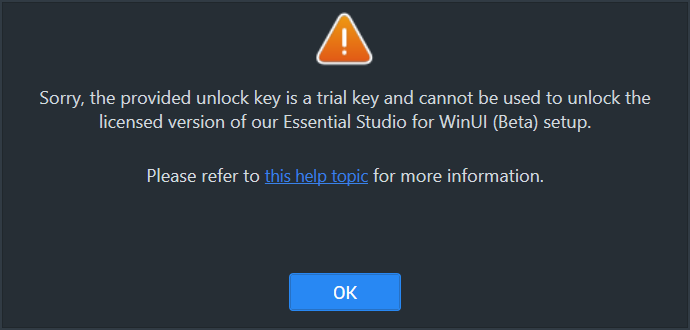 Sorry, the provided unlock key is a trial key and cannot be used to unlock the
licensed version of our Essential Studio for WinUI (Beta) setup.
Please refer to this help topic for more information.
OK